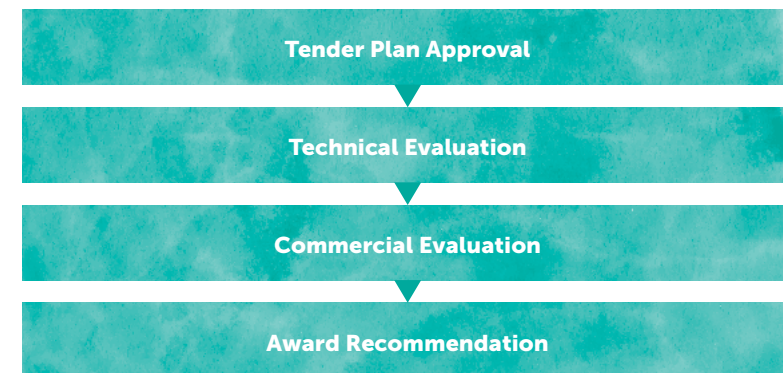 Tender Plan Approval
Technical Evaluation
Commercial Evaluation
Award Recommendation